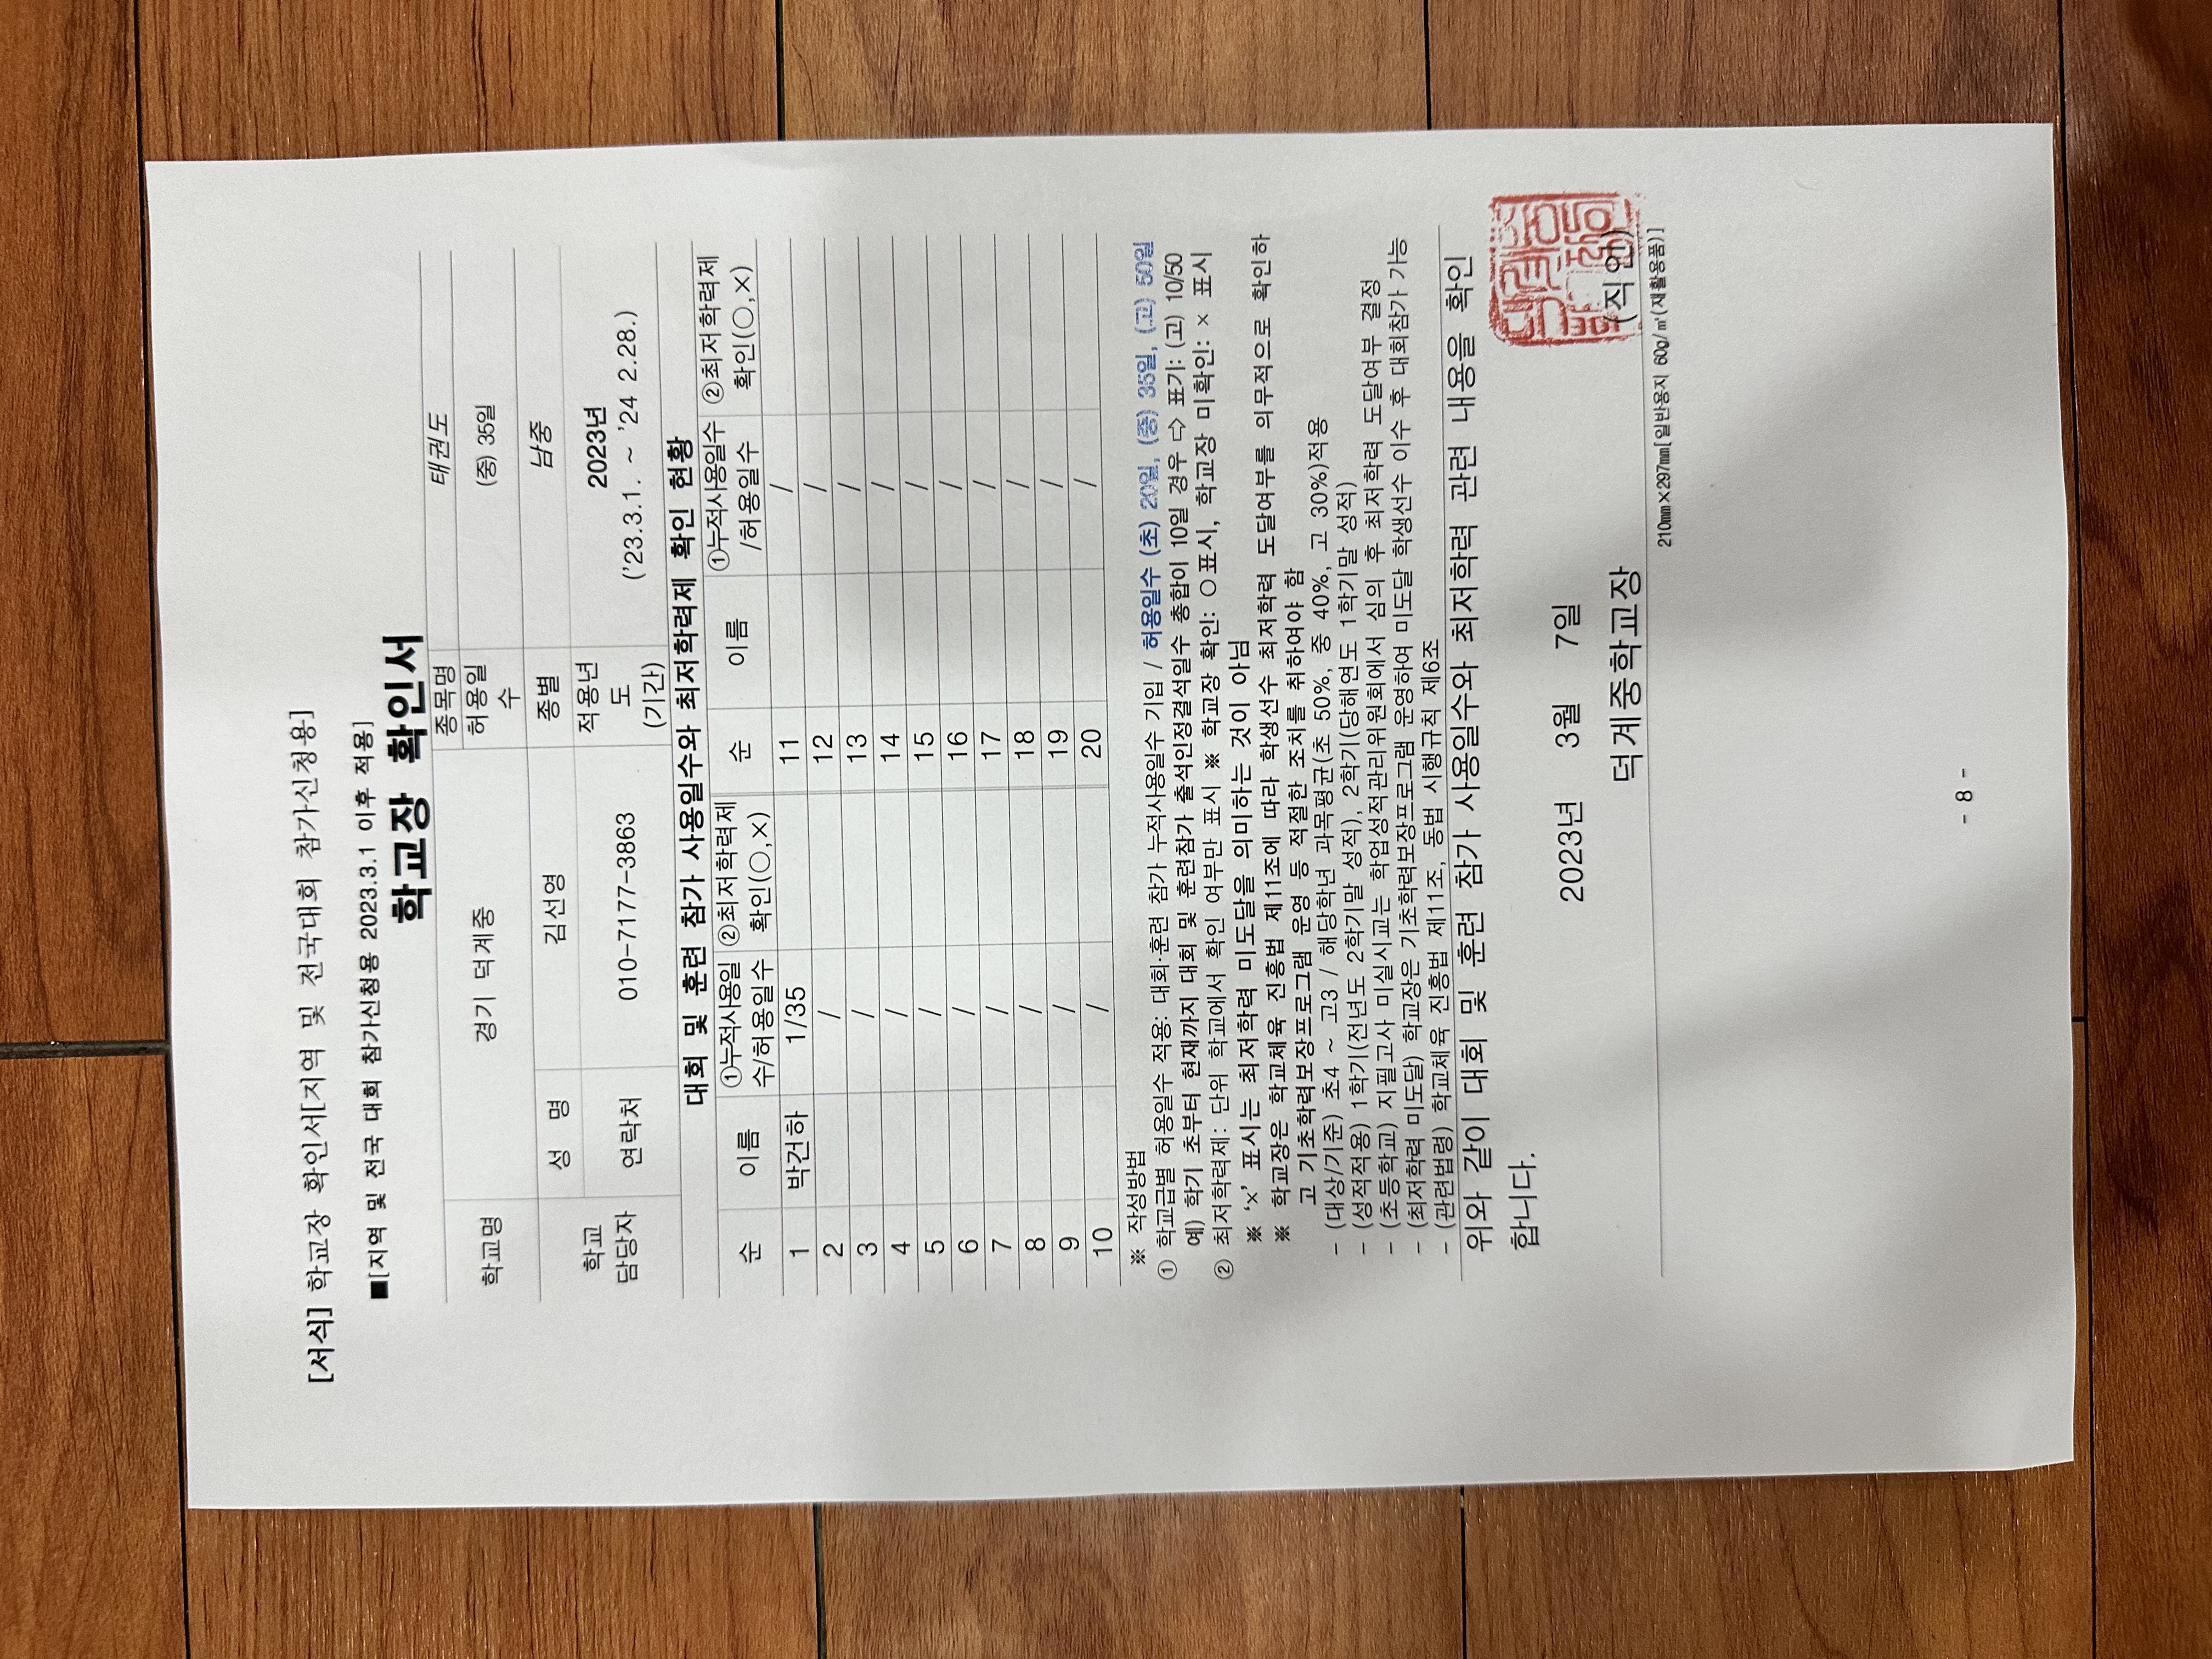 [서식] 학교장 확인서[지역 및 전국대회 참가신청용]
■[지역 및 전국 대회 참가신청용 2023.3.1 이후 적용]
학교장 확인서
학교명 경기 덕계중 종목명 태권도
허용일수 (중) 35일
학교 담당자 성 명 김선영 종별 남중
연락처 010-7177-3863 적용년도 (기간) 2023년 ('23.3.1. ~ '24 2.28.)
대회 및 훈련 참가 사용일수와 최저학력제 확인 현황
순 이름 ①누적사용일수/허용일수 ②최저학력제 확인(○,×) 순 이름 ①누적사용일수/허용일수 ②최저학력제 확인(○,×)
1 박건하 1/35 11 /
2 / 12 /
3 / 13 /
4 / 14 /
5 / 15 /
6 / 16 /
7 / 17 /
8 / 18 /
9 / 19 /
10 / 20 /
※ 작성방법
① 학교급별 허용일수 적용: 대회·훈련 참가 누적사용일수 기입 / 허용일수 (초) 20일, (중) 35일, (고) 50일
예) 학기 초부터 현재까지 대회 및 훈련참가 출석인정결석일수 총합이 10일 경우 ⇨ 표기: (고) 10/50
② 최저학력제: 단위 학교에서 확인 여부만 표시 ※ 학교장 확인: ○표시, 학교장 미확인: × 표시
※ '×' 표시는 최저학력 미도달을 의미하는 것이 아님
※ 학교장은 학교체육 진흥법 제11조에 따라 학생선수 최저학력 도달여부를 의무적으로 확인하
고 기초학력보장프로그램 운영 등 적절한 조치를 취하여야 함
- (대상/기준) 초4 ~ 고3 / 해당학년 과목평균(초 50%, 중 40%, 고 30%)적용
- (성적적용) 1학기(전년도 2학기말 성적), 2학기(당해연도 1학기말 성적)
- (초등학교) 지필고사 미실시교는 학업성적관리위원회에서 심의 후 최저학력 도달여부 결정
- (최저학력 미도달) 학교장은 기초학력보장프로그램 운영하여 미도달 학생선수 이수 후 대회참가 가능
- (관련법령) 학교체육 진흥법 제11조, 동법 시행규칙 제6조
위와 같이 대회 및 훈련 참가 사용일수와 최저학력 관련 내용을 확인
합니다.
2023년 3월 7일
덕계중학교장 (직인)
210㎜×297㎜[일반용지 60g/㎡(재활용품)]
- 8 -